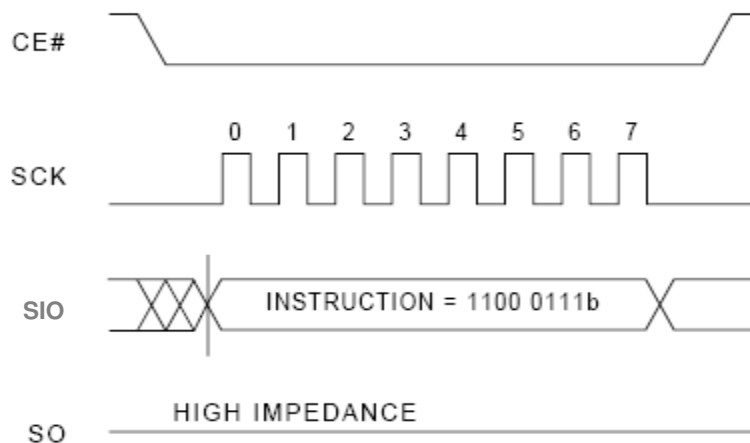 CE#
0 1 2 3 4 5 6 7
SCK
SIO
INSTRUCTION = 1100 0111b
HIGH IMPEDANCE
SO